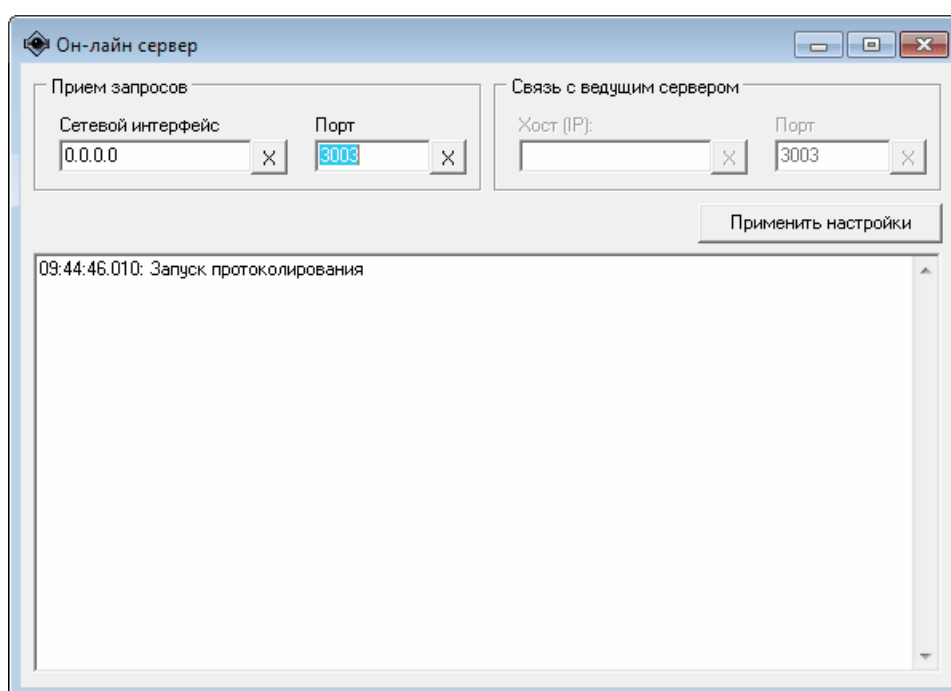 Он-лайн сервер
Прием запросов
Связь с ведущим сервером
Сетевой интерфейс Порт
Хост (IP): Порт
0.0.0.0 X 3003 X
X 3003 X
Применить настройки
09:44:46.010: Запуск протоколирования